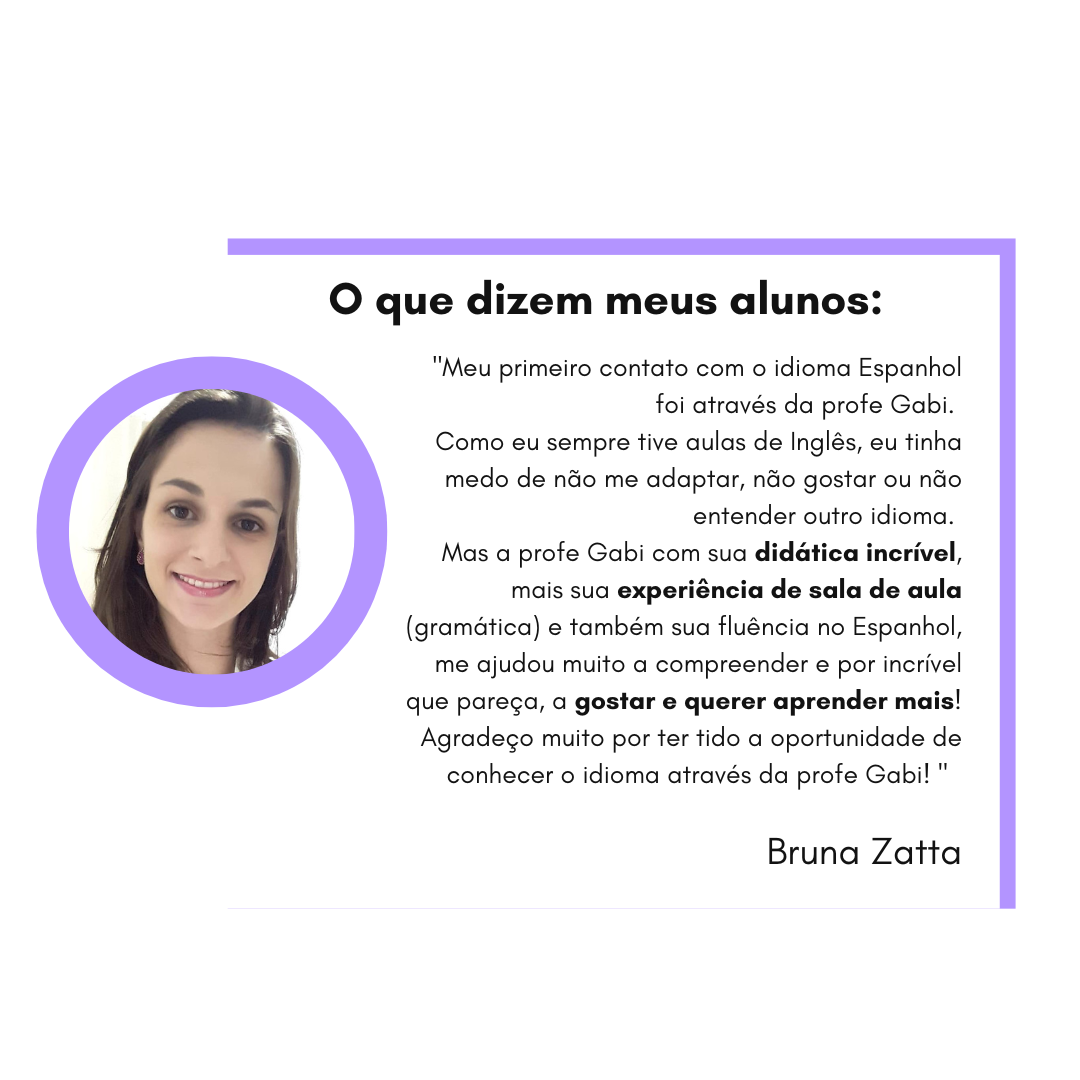 O que dizem meus alunos:
"Meu primeiro contato com o idioma Espanhol
foi através da profe Gabi.
Como eu sempre tive aulas de Inglês, eu tinha
medo de não me adaptar, não gostar ou não
entender outro idioma.
Mas a profe Gabi com sua didática incrível,
mais sua experiência de sala de aula
(gramática) e também sua fluência no Espanhol,
me ajudou muito a compreender e por incrível
que pareça, a gostar e querer aprender mais!
Agradeço muito por ter tido a oportunidade de
conhecer o idioma através da profe Gabi! "
Bruna Zatta